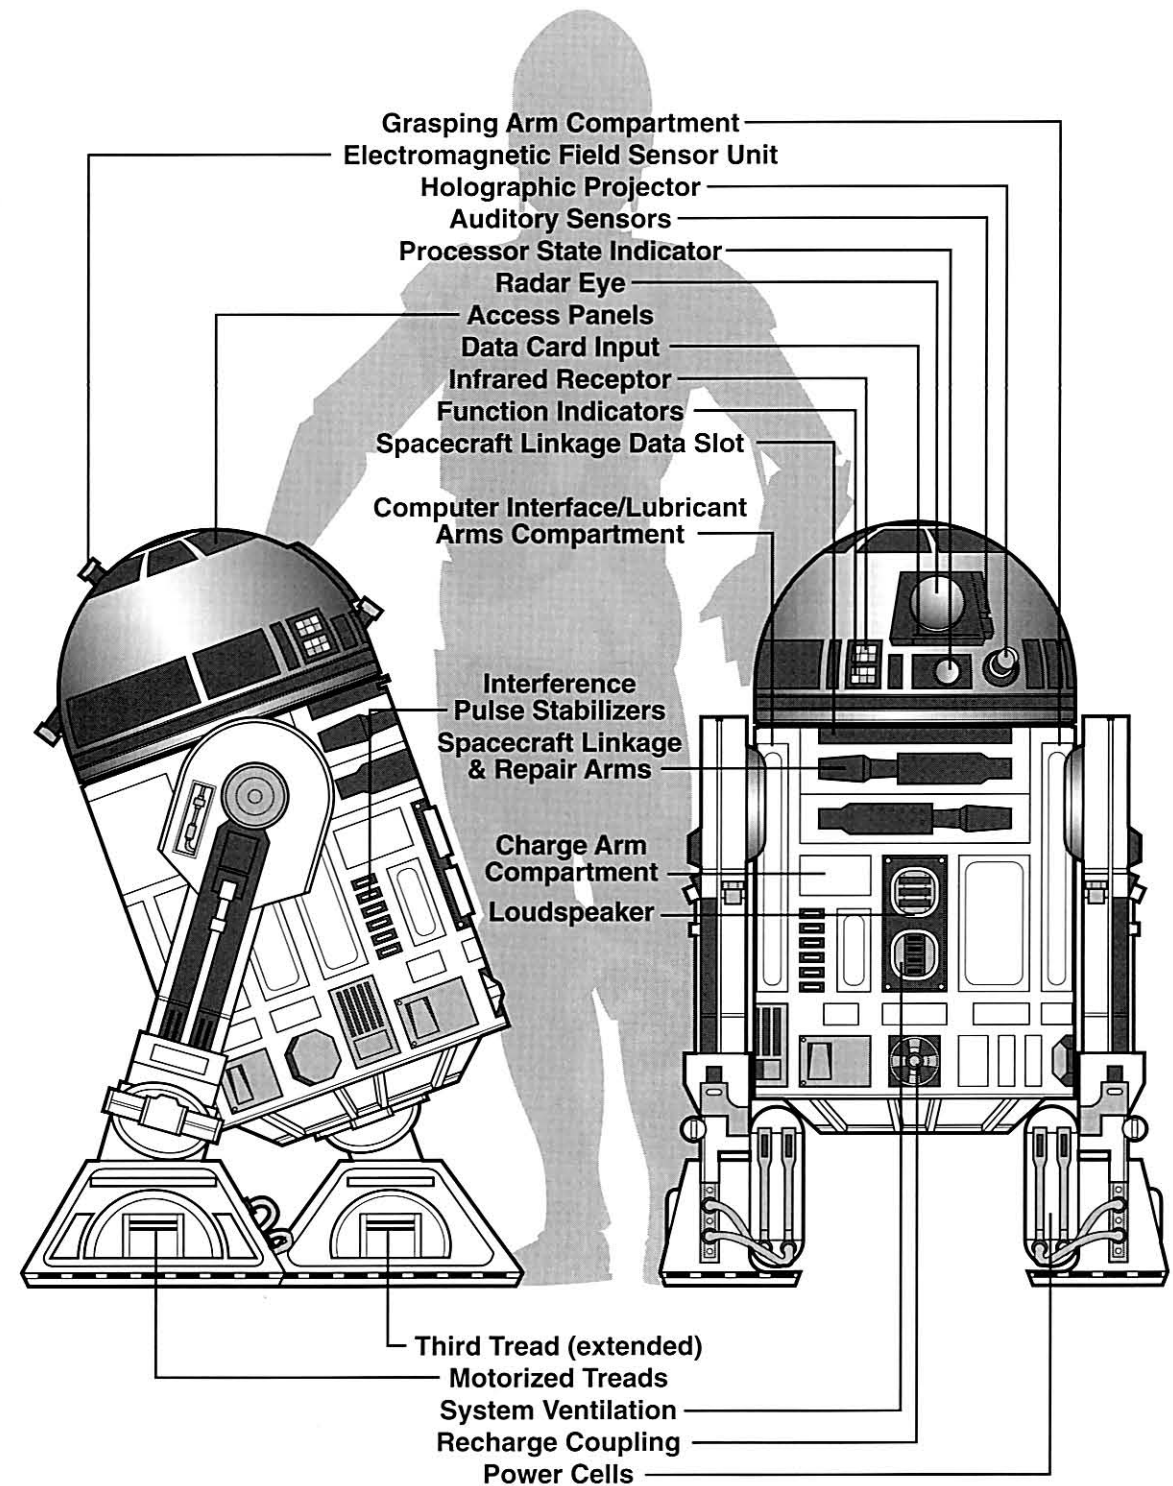 Grasping Arm Compartment
Electromagnetic Field Sensor Unit
Holographic Projector
Auditory Sensors
Processor State Indicator
Radar Eye
Access Panels
Data Card Input
Infrared Receptor
Function Indicators
Spacecraft Linkage Data Slot
Computer Interface/Lubricant
Arms Compartment
Interference
Pulse Stabilizers
Spacecraft Linkage
& Repair Arms
Charge Arm
Compartment
Loudspeaker
Third Tread (extended)
Motorized Treads
System Ventilation
Recharge Coupling
Power Cells